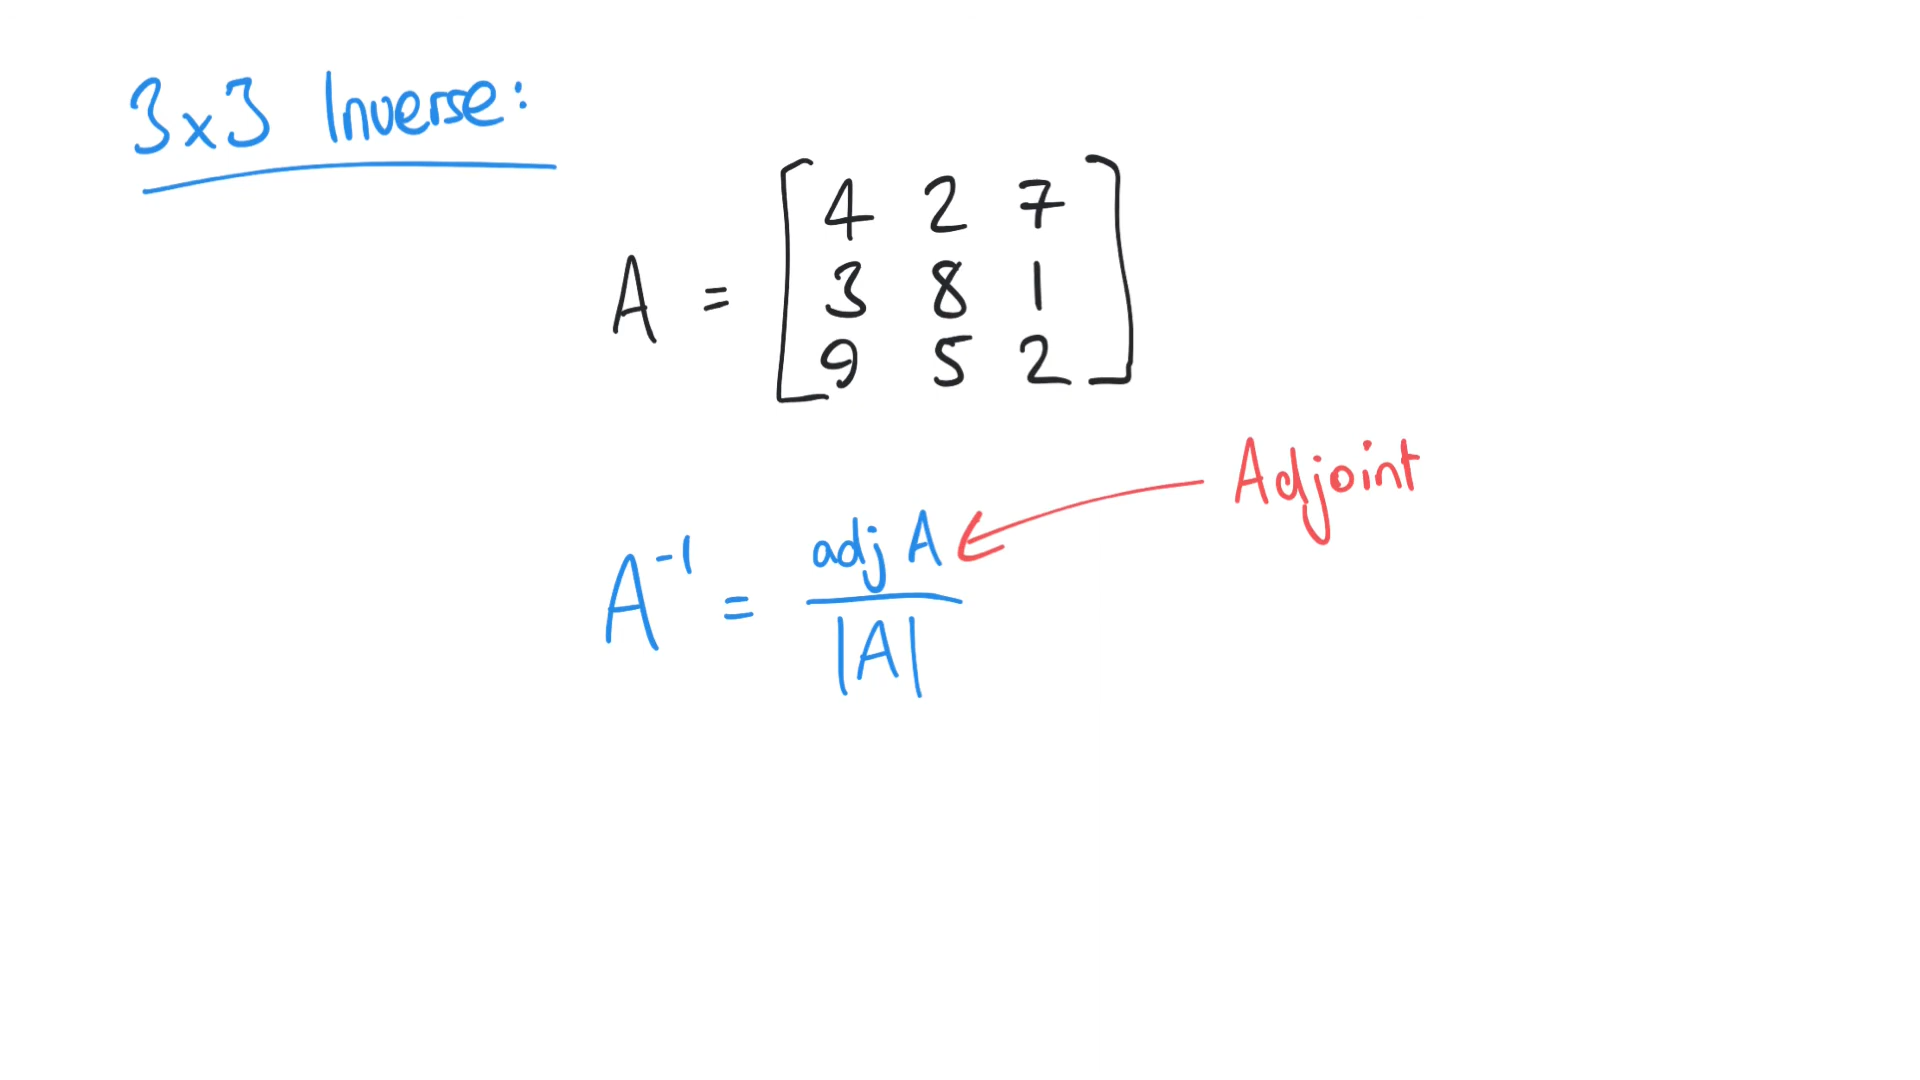 3x3 Inverse:
A = [4 2 7
3 8 1
9 5 2]
Adjoint
A⁻¹ = adj A / |A|